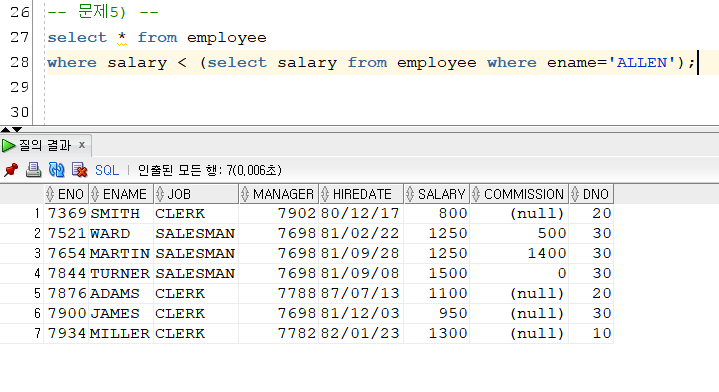 26 -- 문제5) --
27 select * from employee
28 where salary < (select salary from employee where ename='ALLEN');
29
30
질의 결과 x
SQL | 인출된 모든 행: 7(0,006초)
ENO ENAME JOB MANAGER HIREDATE SALARY COMMISSION DNO
1 7369 SMITH CLERK 7902 80/12/17 800 (null) 20
2 7521 WARD SALESMAN 7698 81/02/22 1250 500 30
3 7654 MARTIN SALESMAN 7698 81/09/28 1250 1400 30
4 7844 TURNER SALESMAN 7698 81/09/08 1500 0 30
5 7876 ADAMS CLERK 7788 87/07/13 1100 (null) 20
6 7900 JAMES CLERK 7698 81/12/03 950 (null) 30
7 7934 MILLER CLERK 7782 82/01/23 1300 (null) 10